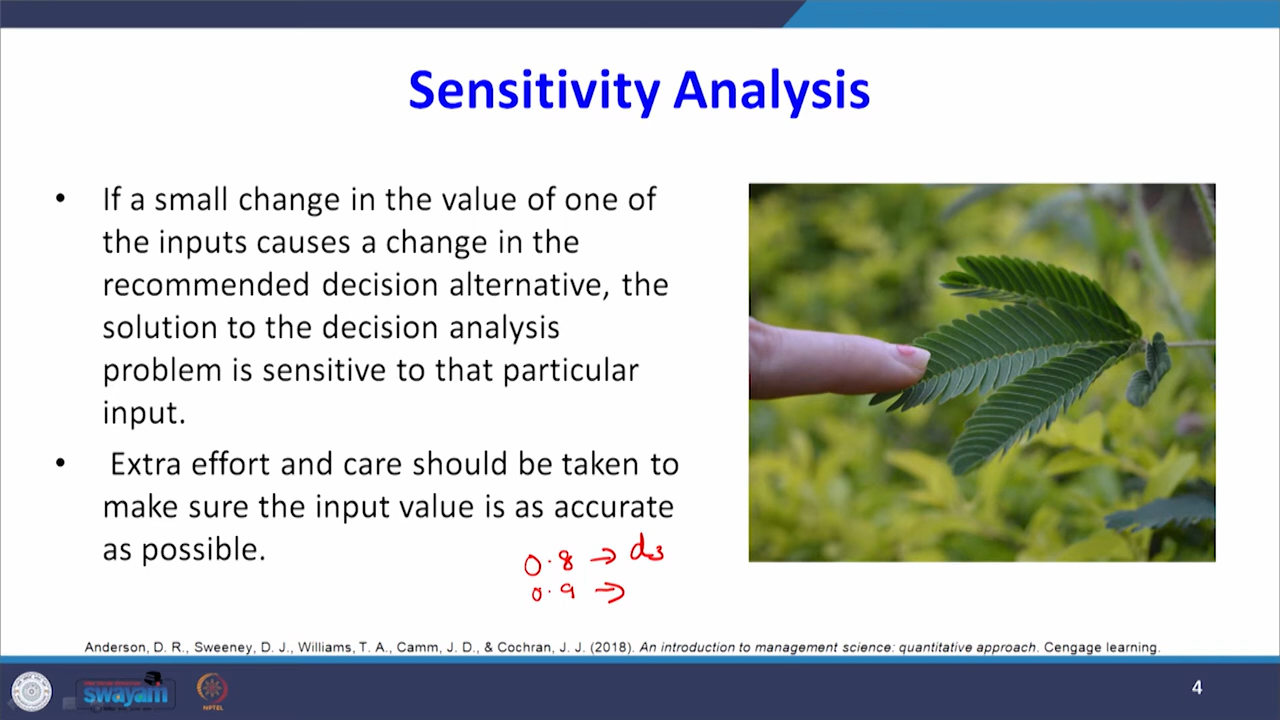 Sensitivity Analysis
• If a small change in the value of one of
the inputs causes a change in the
recommended decision alternative, the
solution to the decision analysis
problem is sensitive to that particular
input.
• Extra effort and care should be taken to
make sure the input value is as accurate
as possible.
0.8 → d3
0.9 →
Anderson, D. R., Sweeney, D. J., Williams, T. A., Camm, J. D., & Cochran, J. J. (2018). An introduction to management science: quantitative approach. Cengage learning.
swayam
NPTEL
4